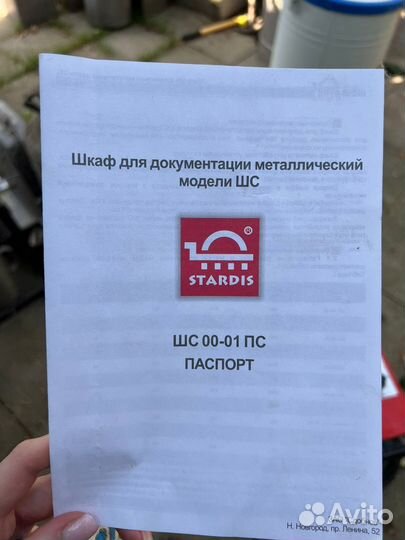 Шкаф для документации металлический
модели ШС
®
STARDIS
ШС 00-01 ПС
ПАСПОРТ
Н. Новгород, пр. Ленина, 52
Avito